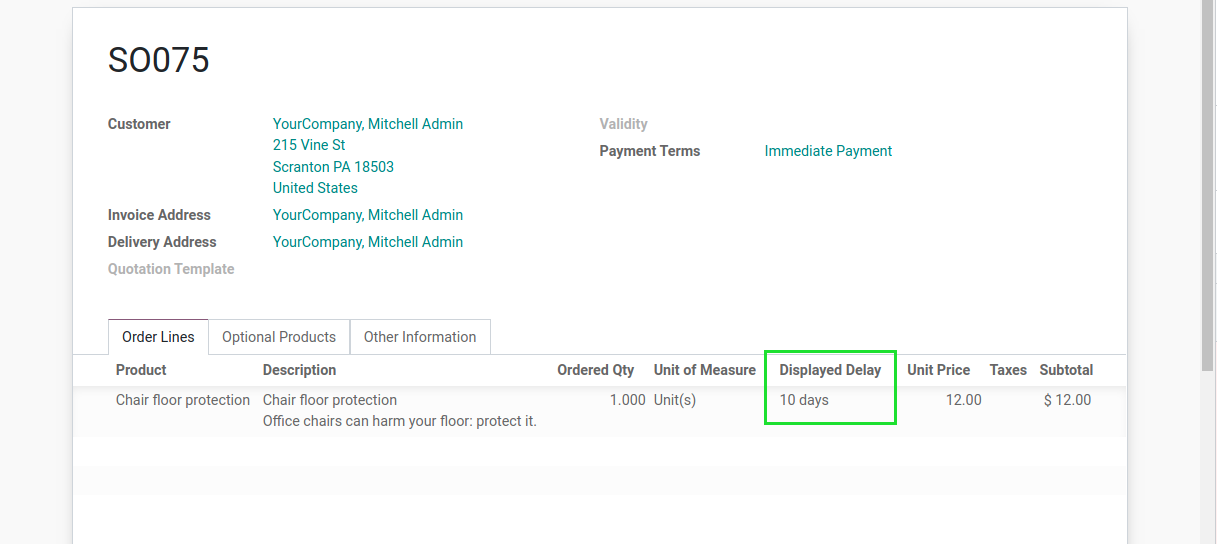 SO075
Customer YourCompany, Mitchell Admin Validity
215 Vine St Payment Terms Immediate Payment
Scranton PA 18503
United States
Invoice Address YourCompany, Mitchell Admin
Delivery Address YourCompany, Mitchell Admin
Quotation Template
Order Lines Optional Products Other Information
Product Description Ordered Qty Unit of Measure Displayed Delay Unit Price Taxes Subtotal
Chair floor protection Chair floor protection 1.000 Unit(s) 10 days 12.00 $ 12.00
Office chairs can harm your floor: protect it.